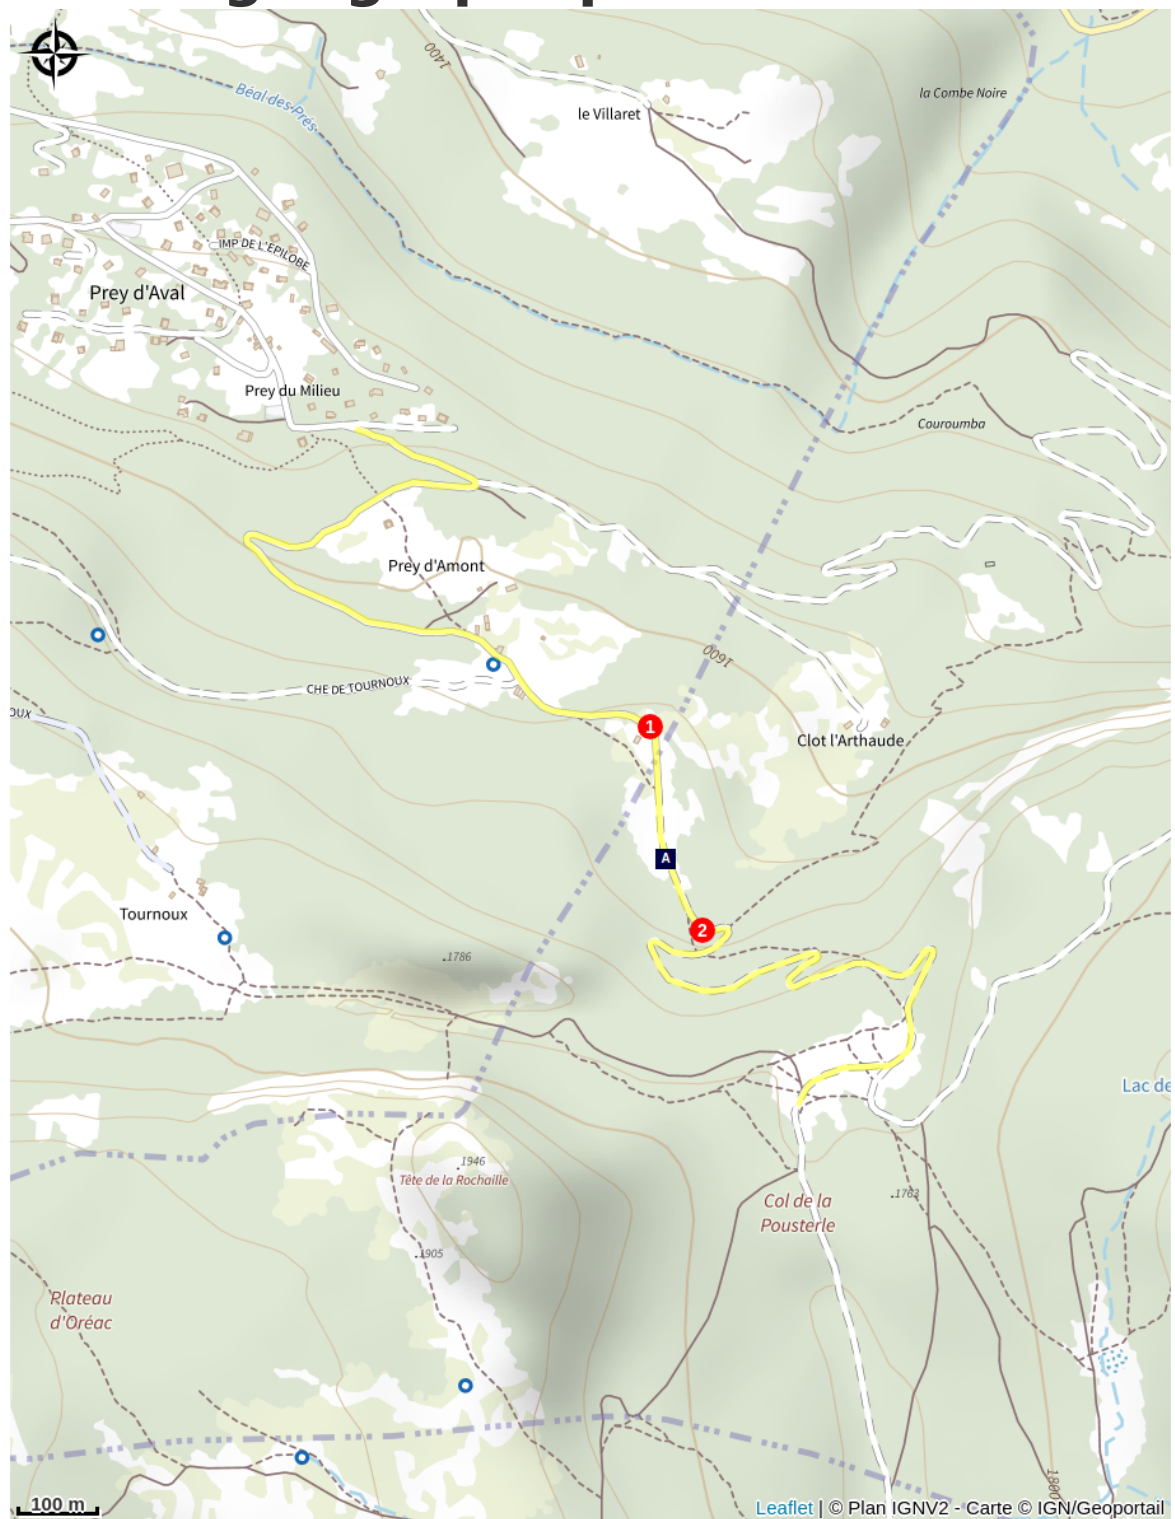 1400
Béal des Prés
le Villaret
la Combe Noire
IMP DE L'ÉPILOBE
Prey d'Aval
Prey du Milieu
Couroumba
Prey d'Amont
1600
CHE DE TOURNOUX
OUX
1
Clot l'Arthaude
A
Tournoux
2
.1786
Lac de
.1946
Tête de la Rochaille
Col de la
Pousterle
.1763
.1905
Plateau
d'Oréac
1800
100 m
Leaflet | © Plan IGNV2 - Carte © IGN/Geoportail